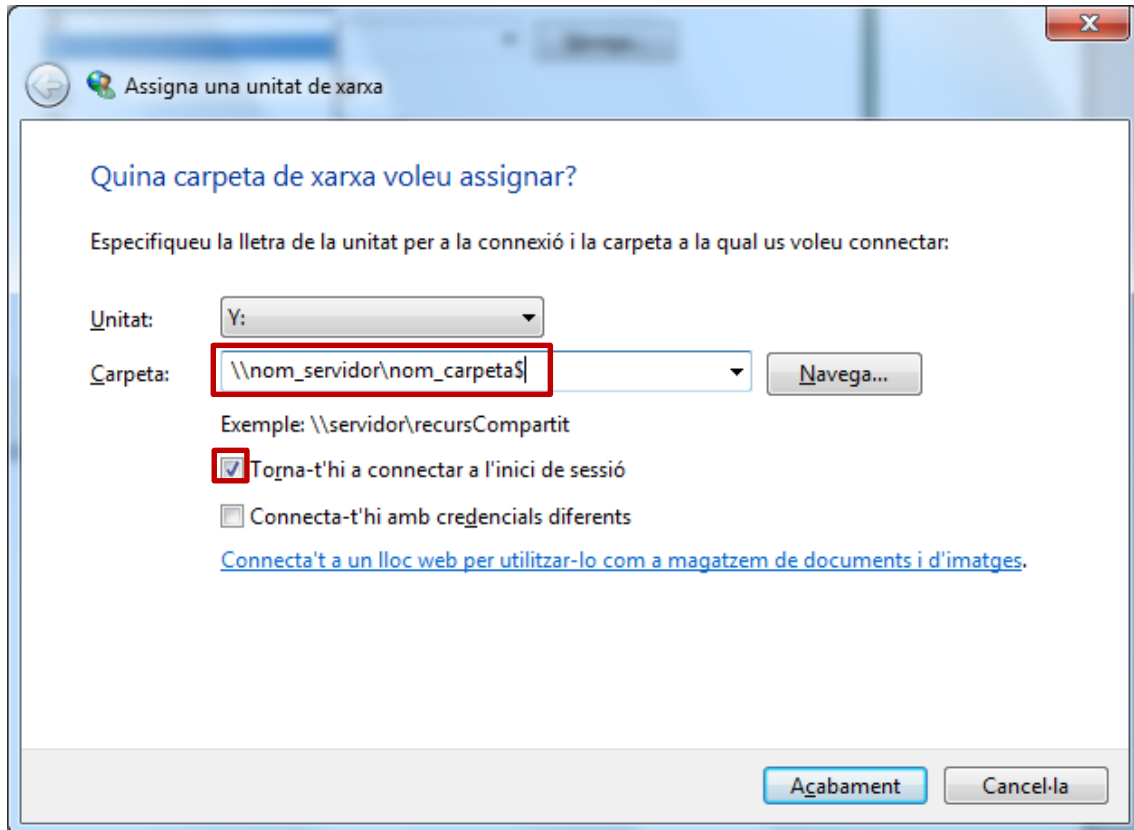 Assigna una unitat de xarxa
Quina carpeta de xarxa voleu assignar?
Especifiqueu la lletra de la unitat per a la connexió i la carpeta a la qual us voleu connectar:
Unitat: Y:
Carpeta: \\nom_servidor\nom_carpeta$ Navega...
Exemple: \\servidor\recursCompartit
Torna-t'hi a connectar a l'inici de sessió
Connecta-t'hi amb credencials diferents
Connecta't a un lloc web per utilitzar-lo com a magatzem de documents i d'imatges.
Acabament Cancel·la